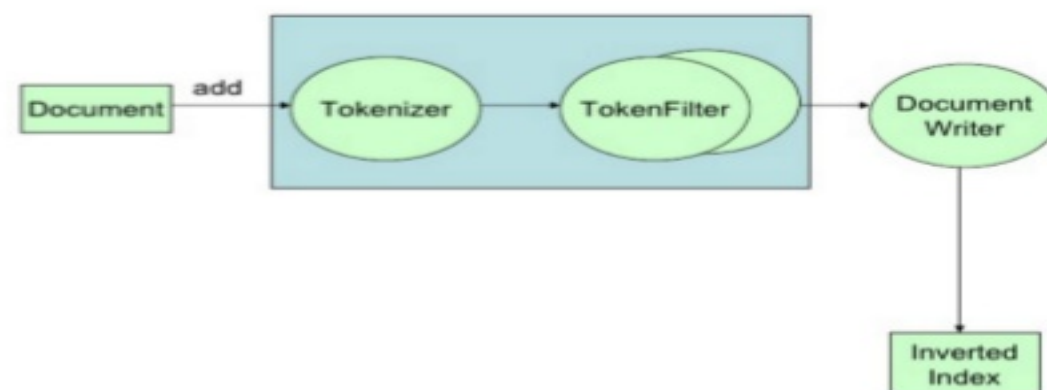 add
Document
Tokenizer
TokenFilter
Document
Writer
Inverted
Index